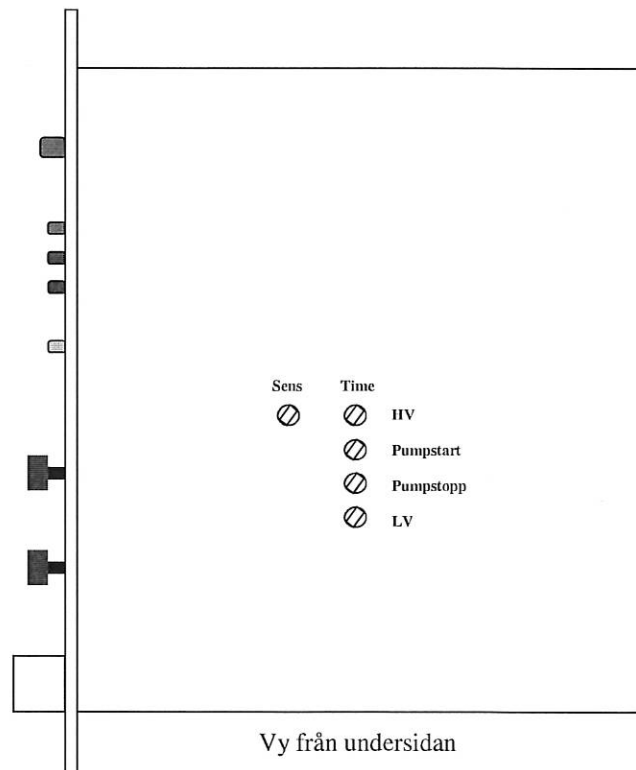 Sens Time
HV
Pumpstart
Pumpstopp
LV
Vy från undersidan